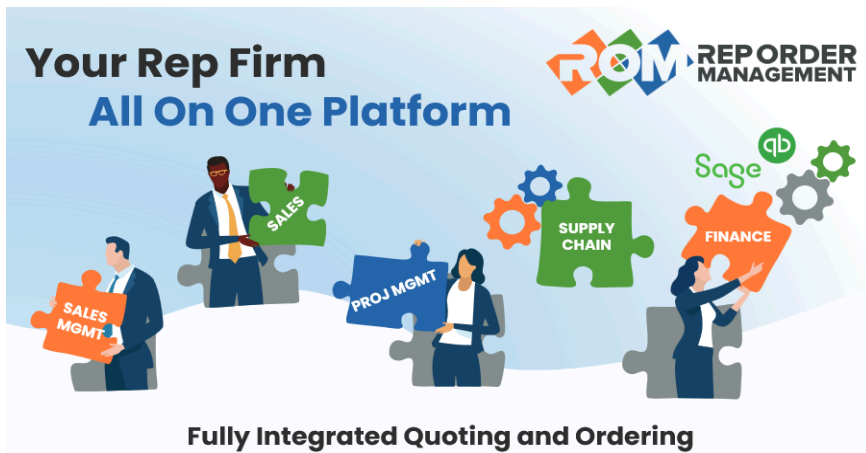 Your Rep Firm
All On One Platform
ROM
REP ORDER
MANAGEMENT
Sage
qb
SALES
SUPPLY
CHAIN
FINANCE
PROJ MGMT
SALES
MGMT
Fully Integrated Quoting and Ordering